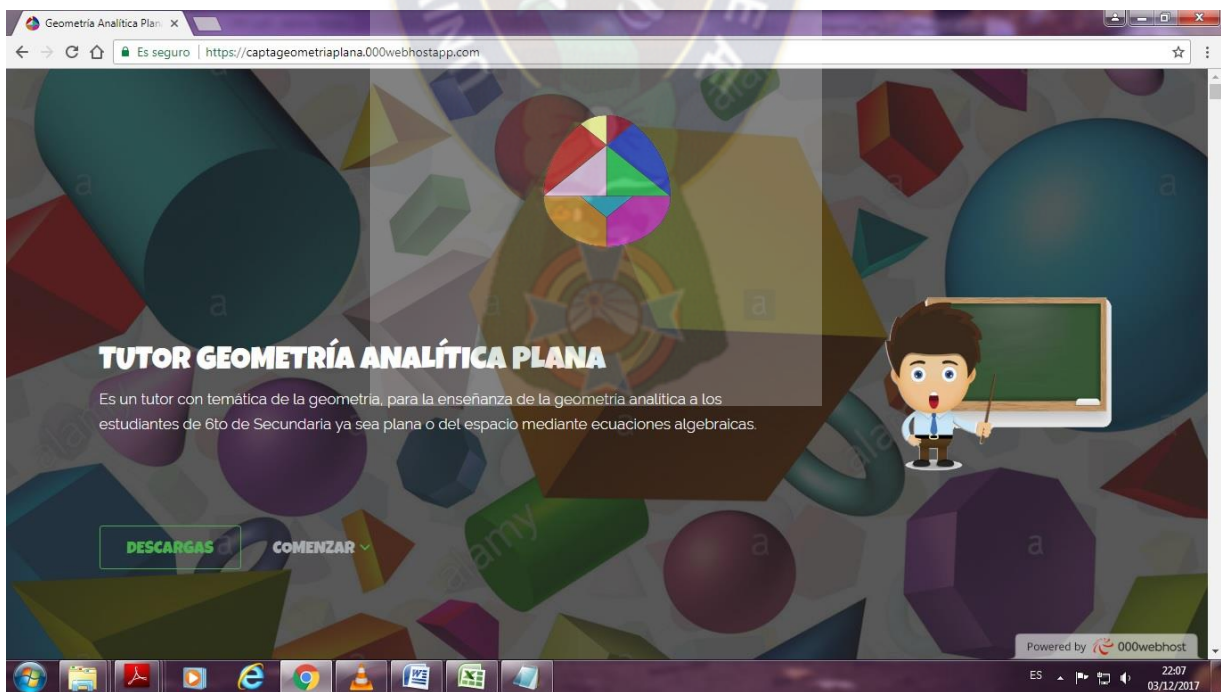 Geometría Analítica Plan
Es seguro | https://captageometriaplana.000webhostapp.com
TUTOR GEOMETRÍA ANALÍTICA PLANA
Es un tutor con temática de la geometría, para la enseñanza de la geometría analítica a los
estudiantes de 6to de Secundaria ya sea plana o del espacio mediante ecuaciones algebraicas.
DESCARGAS
COMENZAR
alamy
Powered by 000webhost
ES
22:07
03/12/2017